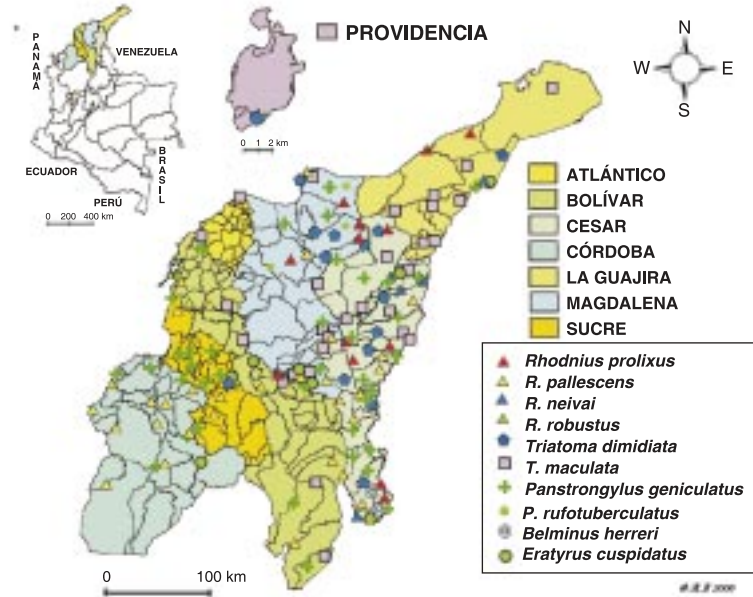 PANAMÁ
VENEZUELA
ECUADOR
PERÚ
BRASIL
0 200 400 km
PROVIDENCIA
0 1 2 km
N
W E
S
ATLÁNTICO
BOLÍVAR
CESAR
CÓRDOBA
LA GUAJIRA
MAGDALENA
SUCRE
Rhodnius prolixus
R. pallescens
R. neivai
R. robustus
Triatoma dimidiata
T. maculata
Panstrongylus geniculatus
P. rufotuberculatus
Belminus herreri
Eratyrus cuspidatus
0 100 km